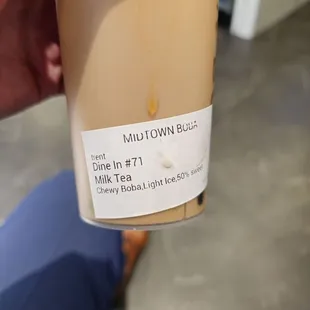 MIDTOWN BOBA
Dine In #71
Milk Tea
Chewy Boba,Light Ice,50% sweet